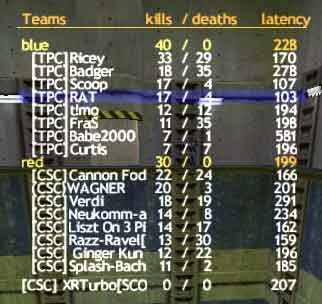 Teams kills / deaths latency
blue 40 / 0 228
[TPC]Ricey 33 / 29 170
[TPC]Badger 18 / 35 278
[TPC]Scoop 17 / 4 107
[TPC]RAT 17 / 4 103
[TPC]t!mg 12 / 12 194
[TPC]FraS 11 / 35 198
[TPC]Babe2000 7 / 1 581
[TPC]Curtis 7 / 7 196
red 30 / 0 199
[CSC]Cannon Fod 22 / 24 166
[CSC]WAGNER 20 / 3 201
[CSC]Verdi 18 / 19 291
[CSC]Neukomm-a 14 / 8 234
[CSC]Liszt On 3 Pi 14 / 17 162
[CSC]Razz-Ravel[ 13 / 30 159
[CSC] Ginger Kun 12 / 22 196
[CSC]Splash-Bach 11 / 2 185
[CSC] XRTurbo[SCO 0 / 0 207